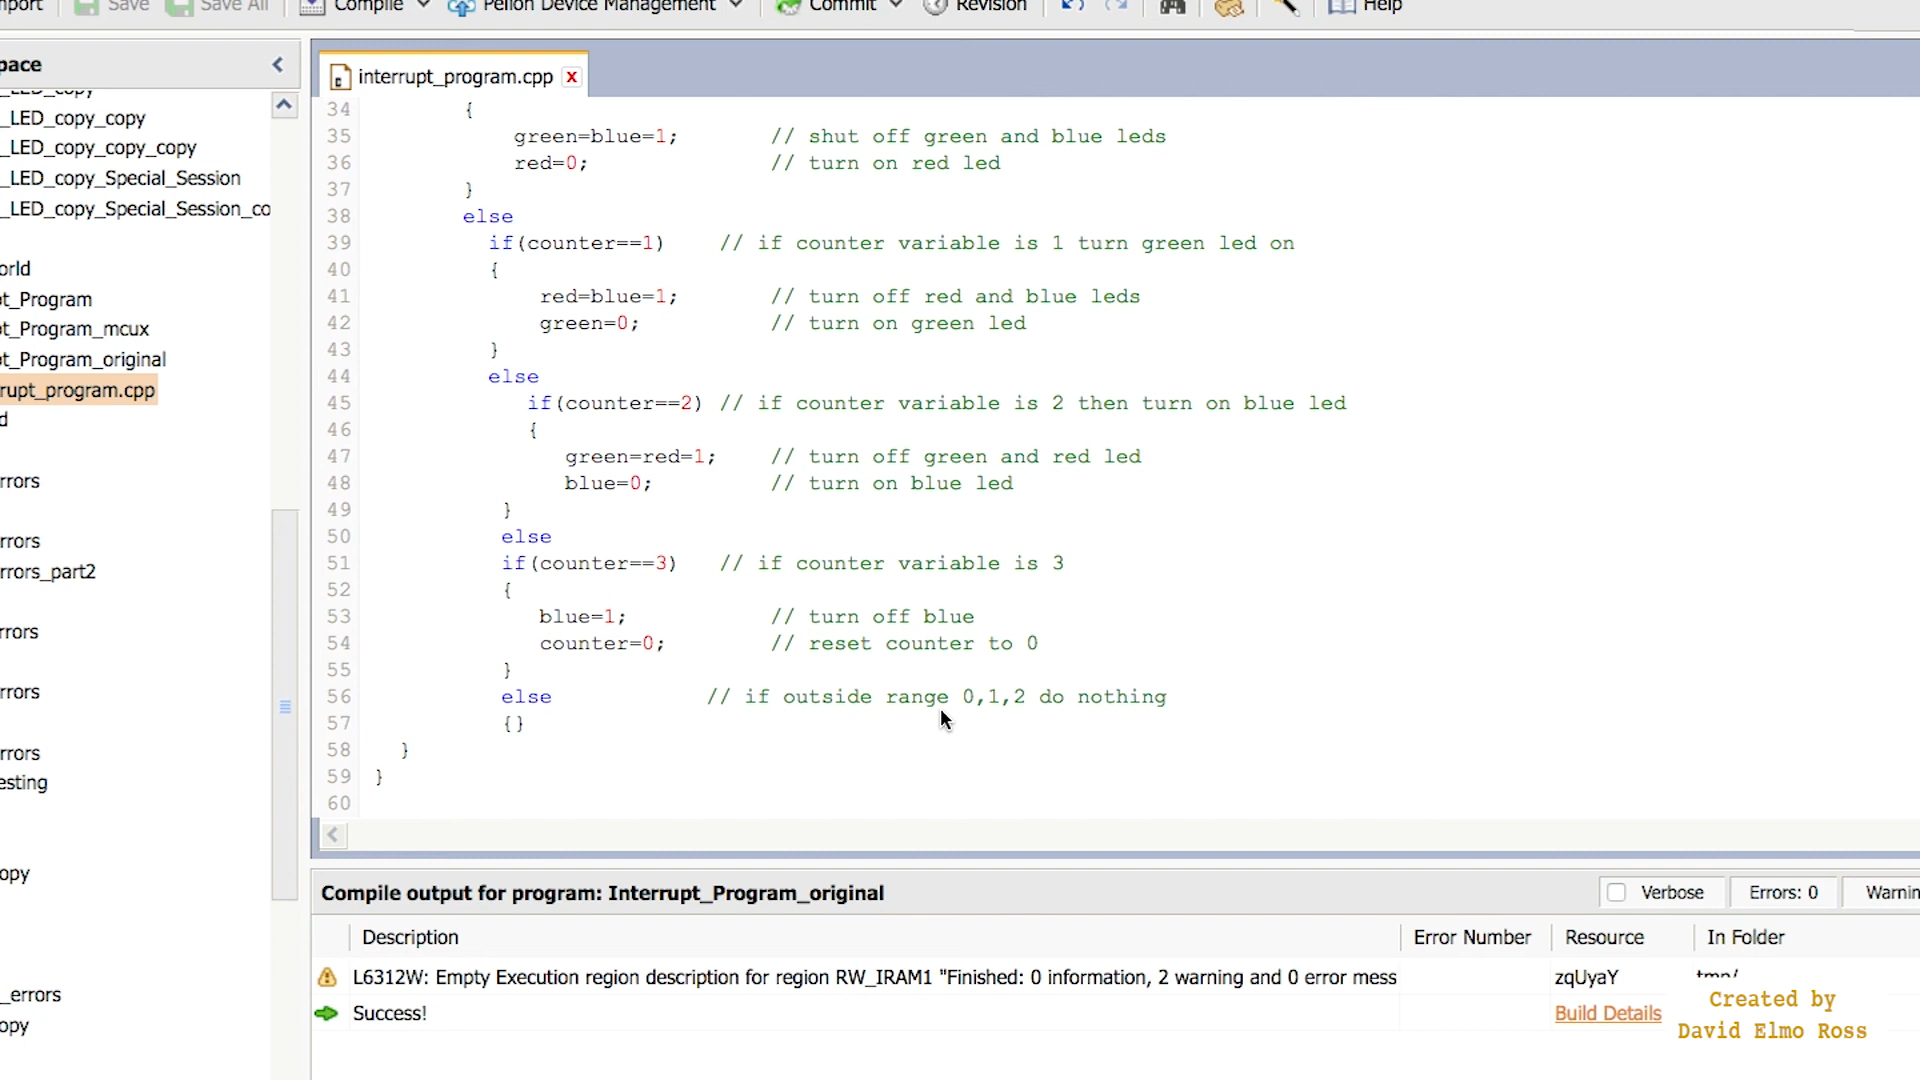 mport Save Save All Compile Pelion Device Management Commit Revision Help
pace
interrupt_program.cpp
_LED_copy
_LED_copy_copy
_LED_copy_copy_copy
_LED_copy_Special_Session
_LED_copy_Special_Session_co
orld
ot_Program
ot_Program_mcux
ot_Program_original
rupt_program.cpp
d
rrors
rrors
rrors_part2
rrors
rrors
rrors
esting
opy
_errors
opy
34 {
35 green=blue=1; // shut off green and blue leds
36 red=0; // turn on red led
37 }
38 else
39 if(counter==1) // if counter variable is 1 turn green led on
40 {
41 red=blue=1; // turn off red and blue leds
42 green=0; // turn on green led
43 }
44 else
45 if(counter==2) // if counter variable is 2 then turn on blue led
46 {
47 green=red=1; // turn off green and red led
48 blue=0; // turn on blue led
49 }
50 else
51 if(counter==3) // if counter variable is 3
52 {
53 blue=1; // turn off blue
54 counter=0; // reset counter to 0
55 }
56 else // if outside range 0,1,2 do nothing
57 {}
58 }
59 }
60
Compile output for program: Interrupt_Program_original Verbose Errors: 0 Warnin
Description Error Number Resource In Folder
L6312W: Empty Execution region description for region RW_IRAM1 "Finished: 0 information, 2 warning and 0 error mess zqUyaY tmp/
Success! Build Details
Created by
David Elmo Ross